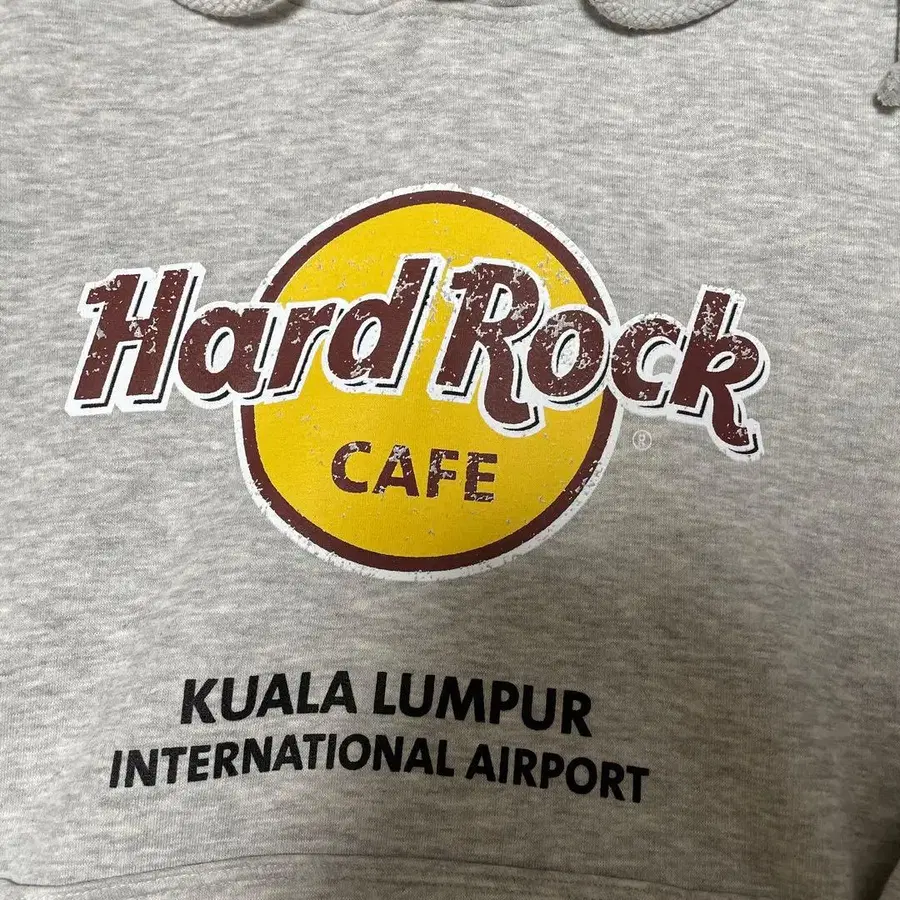 Hard Rock
CAFE
®
KUALA LUMPUR
INTERNATIONAL AIRPORT